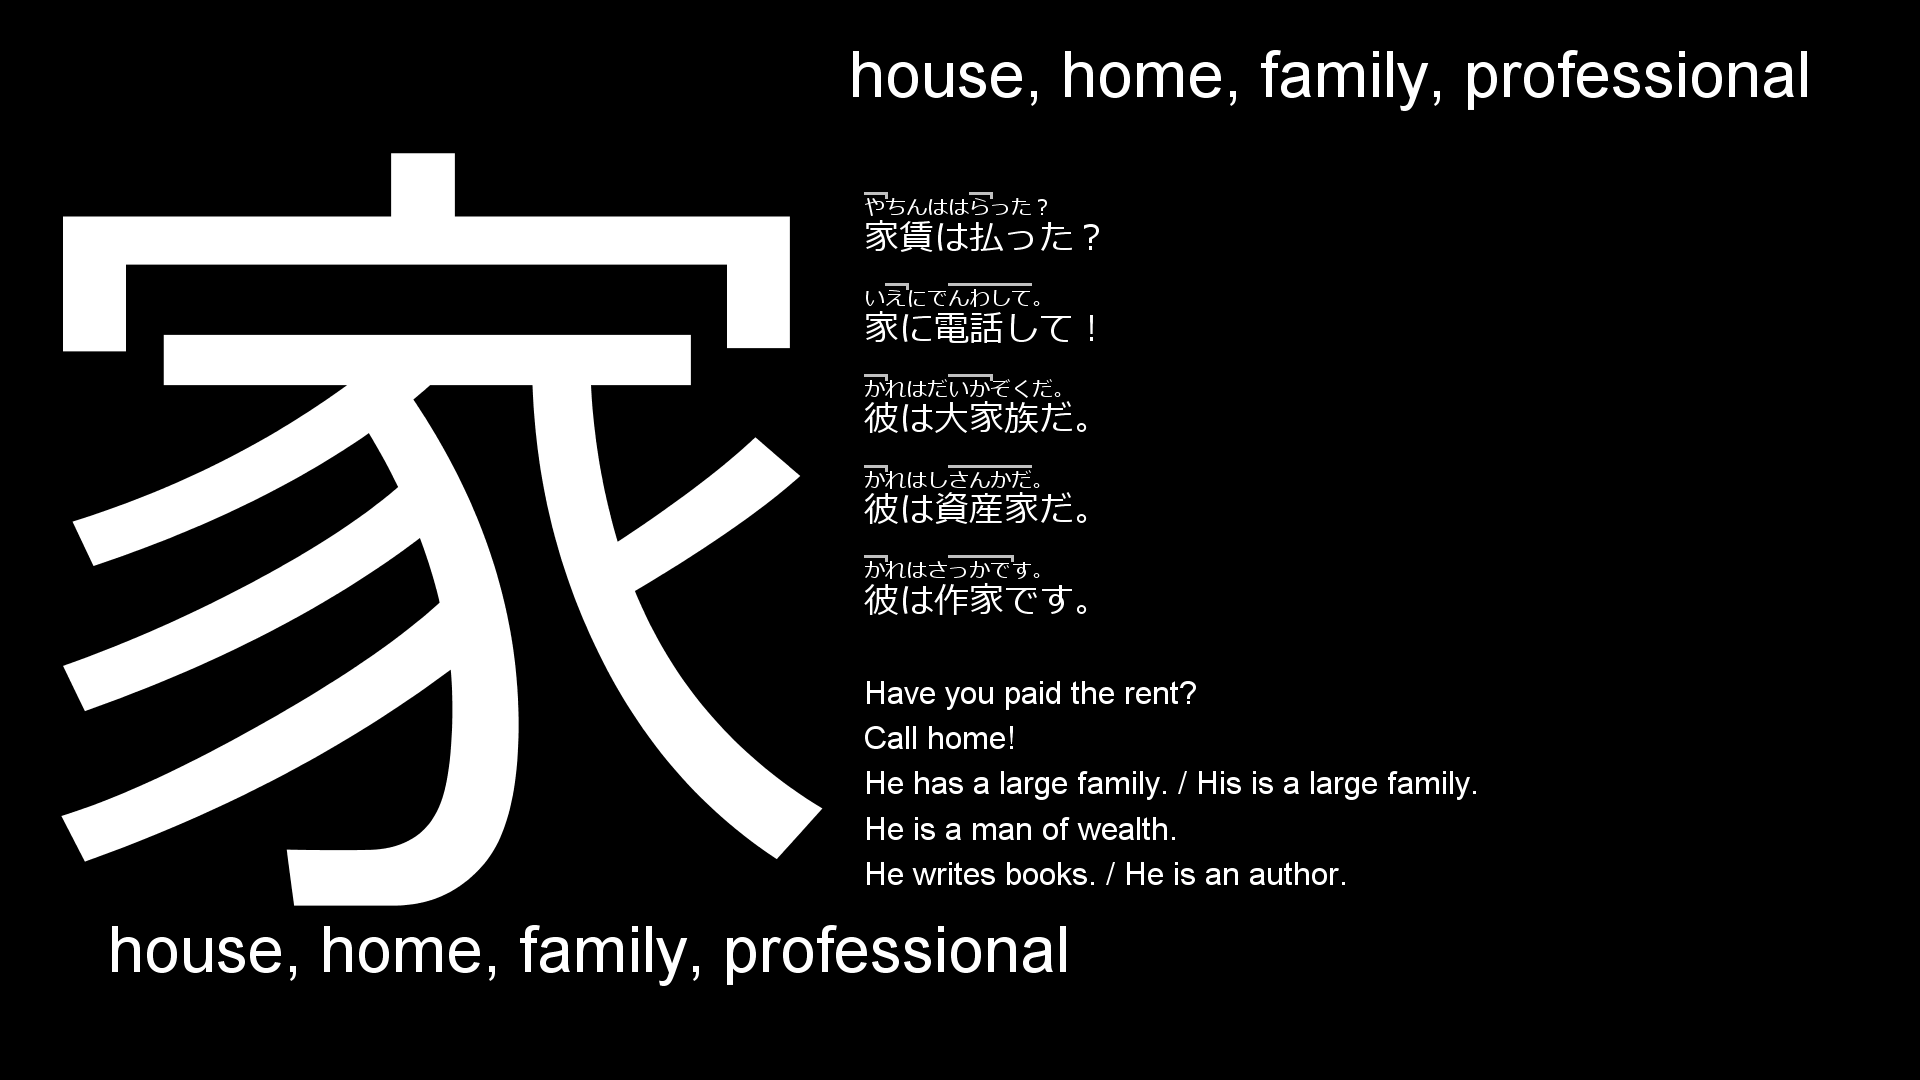 house, home, family, professional
家
やちんははらった？
家賃は払った？
いえにでんわして。
家に電話して！
かれはだいかぞくだ。
彼は大家族だ。
かれはしさんかだ。
彼は資産家だ。
かれはさっかです。
彼は作家です。
Have you paid the rent?
Call home!
He has a large family. / His is a large family.
He is a man of wealth.
He writes books. / He is an author.
house, home, family, professional